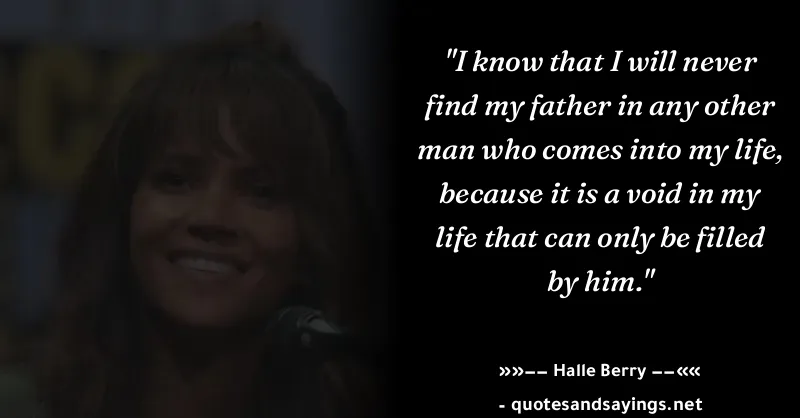 "I know that I will never
find my father in any other
man who comes into my life,
because it is a void in my
life that can only be filled
by him."
»»—— Halle Berry ——««
- quotesandsayings.net